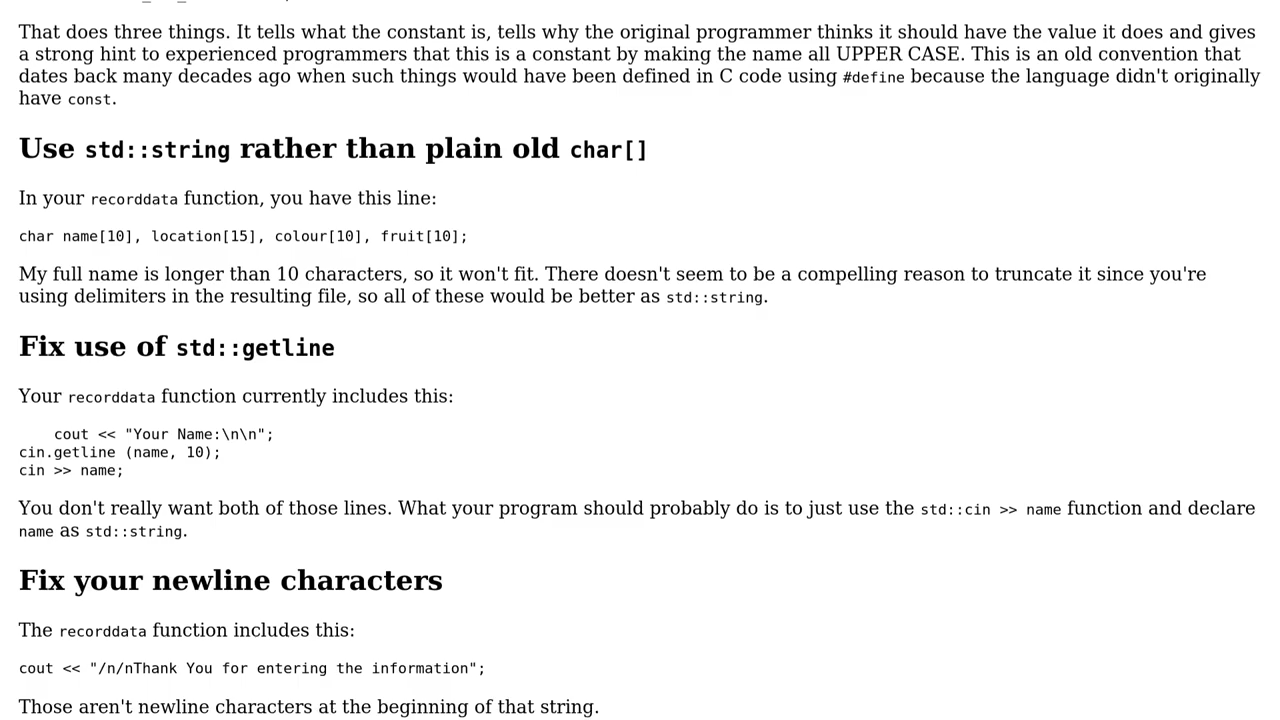 That does three things. It tells what the constant is, tells why the original programmer thinks it should have the value it does and gives
a strong hint to experienced programmers that this is a constant by making the name all UPPER CASE. This is an old convention that
dates back many decades ago when such things would have been defined in C code using #define because the language didn't originally
have const.
Use std::string rather than plain old char[]
In your recorddata function, you have this line:
char name[10], location[15], colour[10], fruit[10];
My full name is longer than 10 characters, so it won't fit. There doesn't seem to be a compelling reason to truncate it since you're
using delimiters in the resulting file, so all of these would be better as std::string.
Fix use of std::getline
Your recorddata function currently includes this:
    cout << "Your Name:\n\n";
cin.getline (name, 10);
cin >> name;
You don't really want both of those lines. What your program should probably do is to just use the std::cin >> name function and declare
name as std::string.
Fix your newline characters
The recorddata function includes this:
cout << "/n/nThank You for entering the information";
Those aren't newline characters at the beginning of that string.